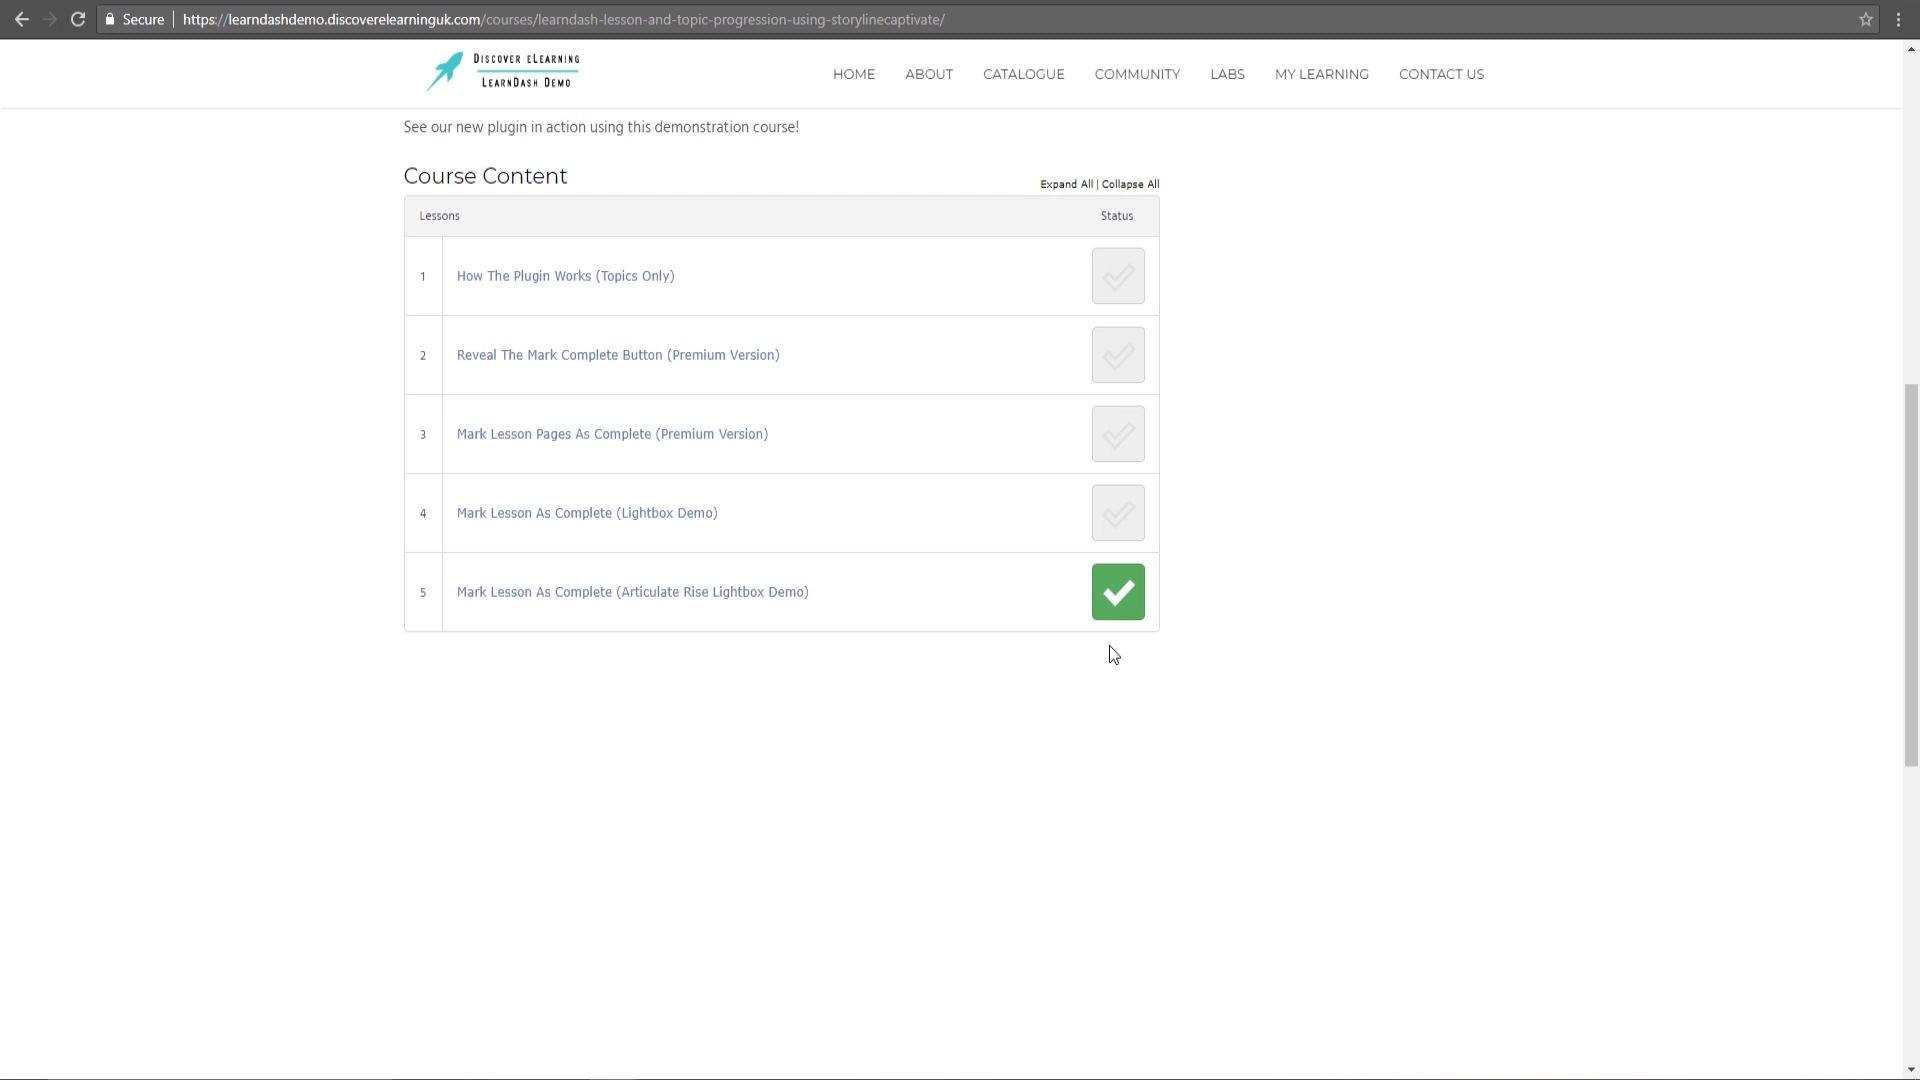 Secure https://learndashdemo.discoverelearninguk.com/courses/learndash-lesson-and-topic-progression-using-storylinecaptivate/
Discover eLearning
LearnDash Demo
HOME ABOUT CATALOGUE COMMUNITY LABS MY LEARNING CONTACT US
See our new plugin in action using this demonstration course!
Course Content
Expand All | Collapse All
Lessons Status
1 How The Plugin Works (Topics Only)
2 Reveal The Mark Complete Button (Premium Version)
3 Mark Lesson Pages As Complete (Premium Version)
4 Mark Lesson As Complete (Lightbox Demo)
5 Mark Lesson As Complete (Articulate Rise Lightbox Demo)